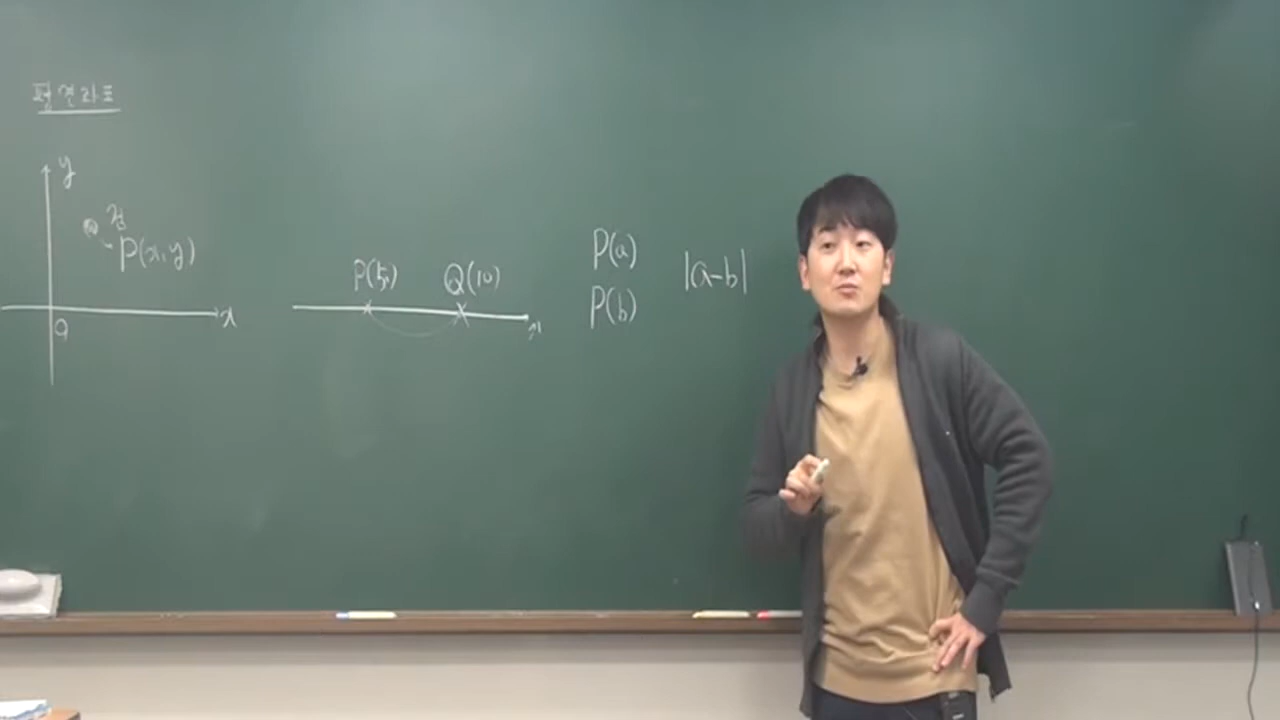 평면좌표
y
점
P(x,y)
x
O
P(5)
Q(10)
x
P(a)
P(b)
|a-b|